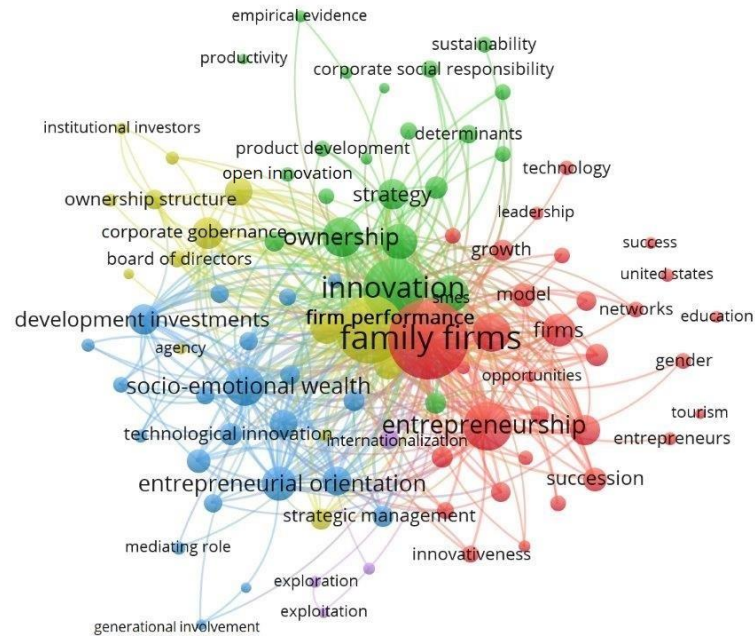 empirical evidence
sustainability
productivity
corporate social responsibility
institutional investors
determinants
product development
open innovation
technology
ownership structure
strategy
leadership
corporate gobernance
ownership
growth
success
board of directors
united states
innovation
smes
model
networks
development investments
firm performance
education
family firms
firms
agency
gender
socio-emotional wealth
opportunities
tourism
entrepreneurship
technological innovation
internationalization
entrepreneurs
entrepreneurial orientation
succession
strategic management
mediating role
innovativeness
exploration
exploitation
generational involvement